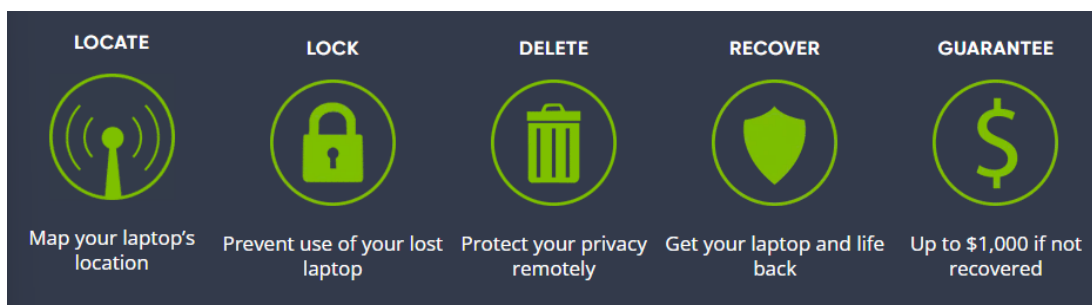 LOCATE
Map your laptop's
location
LOCK
Prevent use of your lost
laptop
DELETE
Protect your privacy
remotely
RECOVER
Get your laptop and life
back
GUARANTEE
$
Up to $1,000 if not
recovered